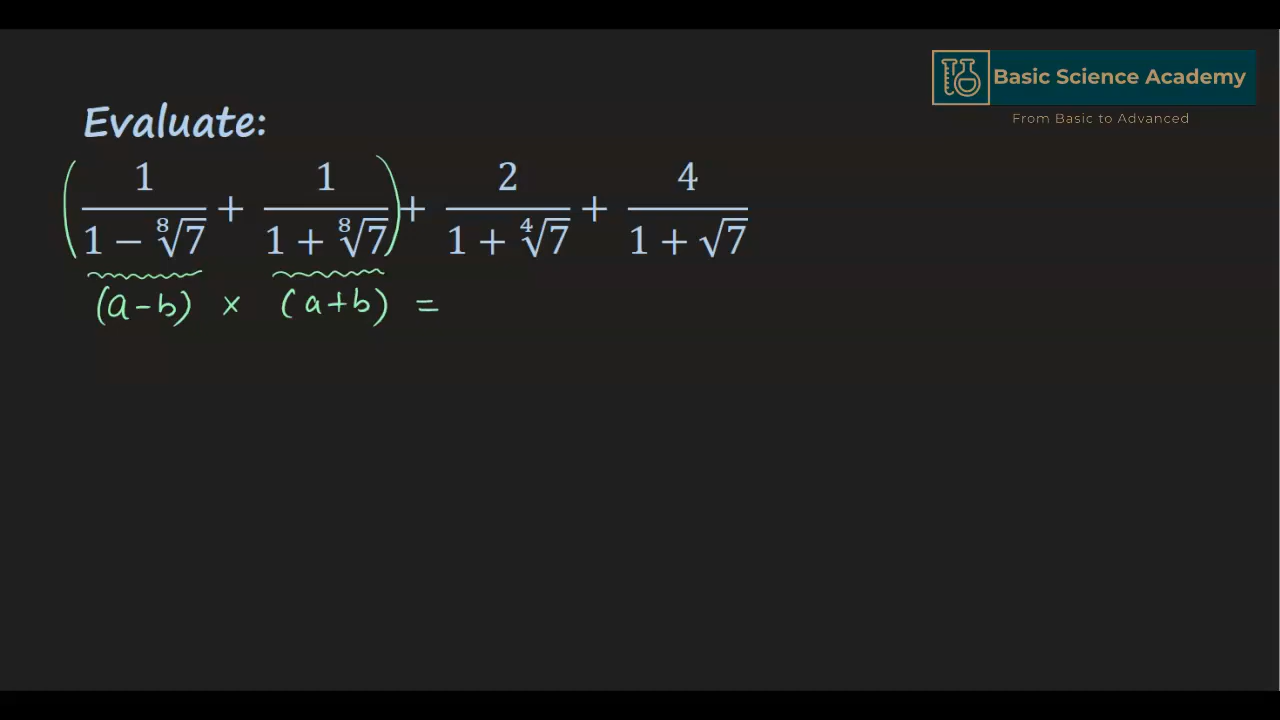 Basic Science Academy
From Basic to Advanced
Evaluate:
(1/(1 − ⁸√7) + 1/(1 + ⁸√7)) + 2/(1 + ⁴√7) + 4/(1 + √7)
(a-b) × (a+b) =